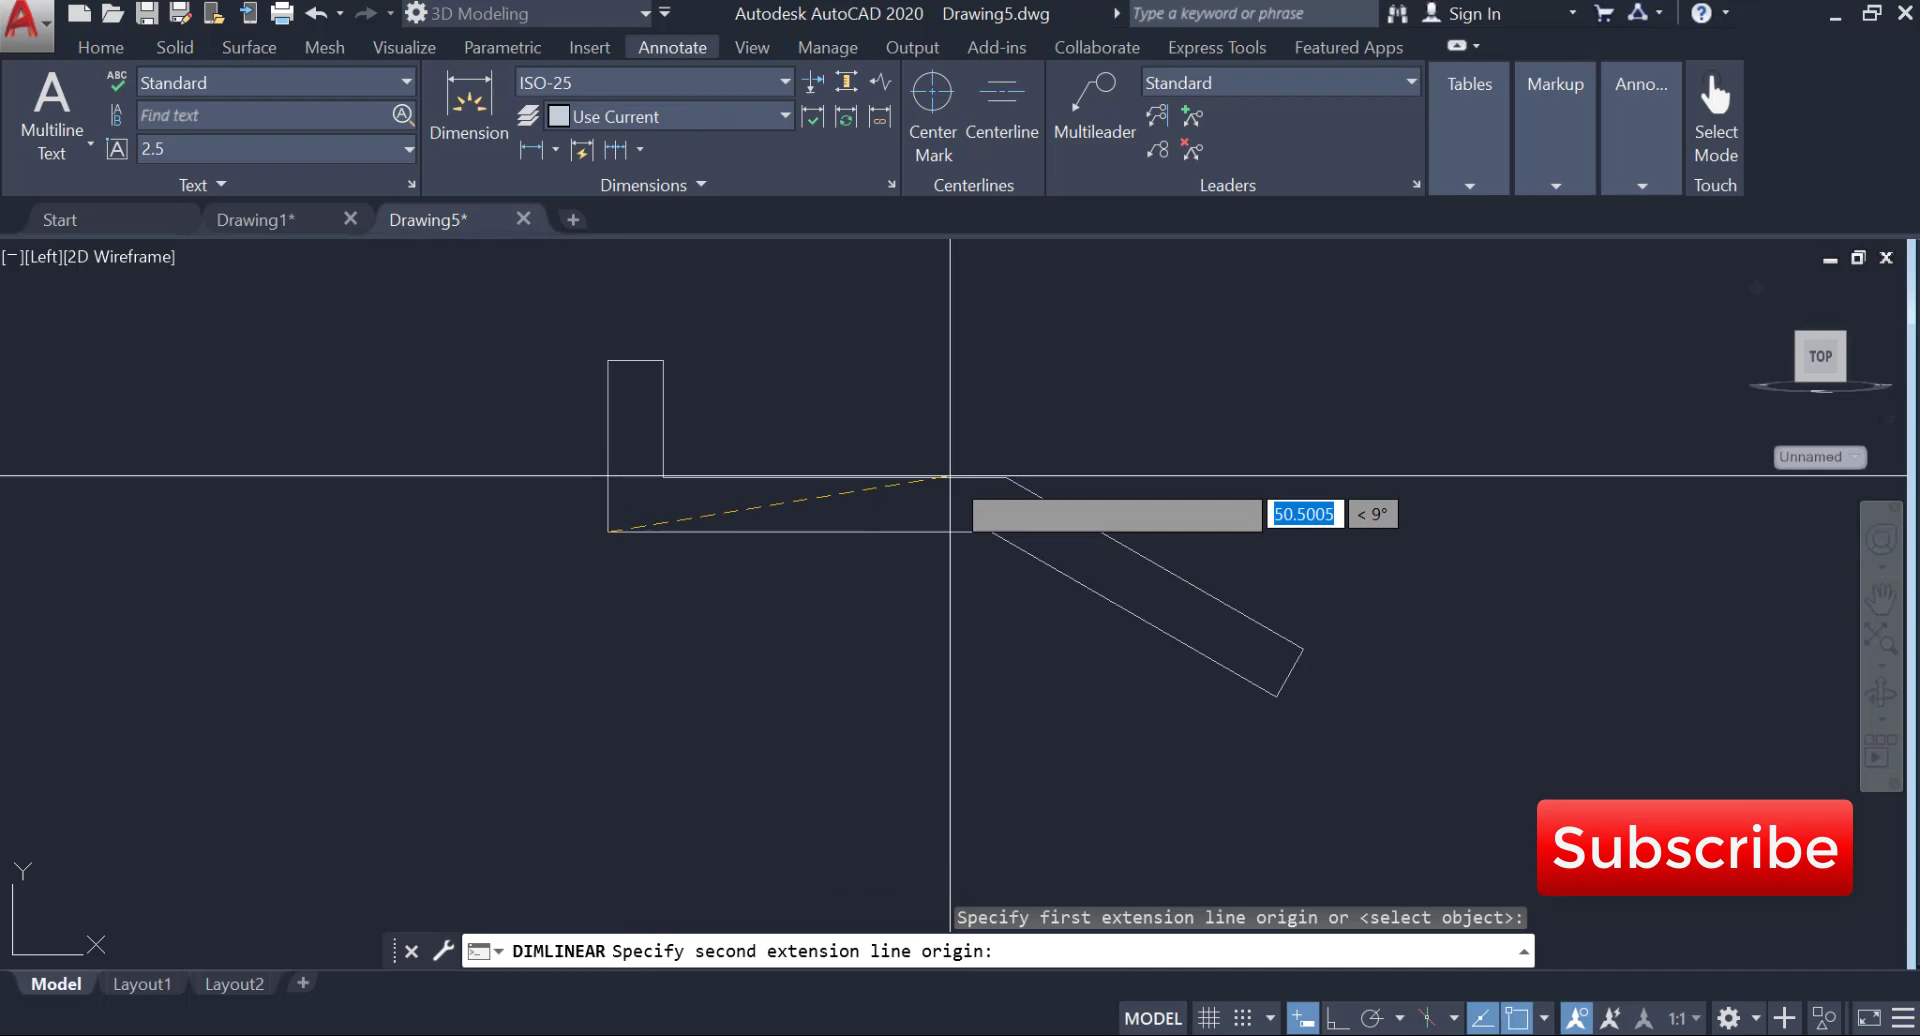 3D Modeling Autodesk AutoCAD 2020 Drawing5.dwg Type a keyword or phrase Sign In
Home Solid Surface Mesh Visualize Parametric Insert Annotate View Manage Output Add-ins Collaborate Express Tools Featured Apps
ABC Standard ISO-25 Standard Tables Markup Anno...
Find text Use Current
Multiline Text
2.5
Dimension
Center Mark
Centerline
Multileader
Select Mode
Text Dimensions Centerlines Leaders Touch
Start Drawing1* Drawing5*
[−][Left][2D Wireframe]
TOP
Unnamed
50.5005 < 9°
Subscribe
Y
X
Specify first extension line origin or <select object>:
DIMLINEAR Specify second extension line origin:
Model Layout1 Layout2
MODEL 1:1